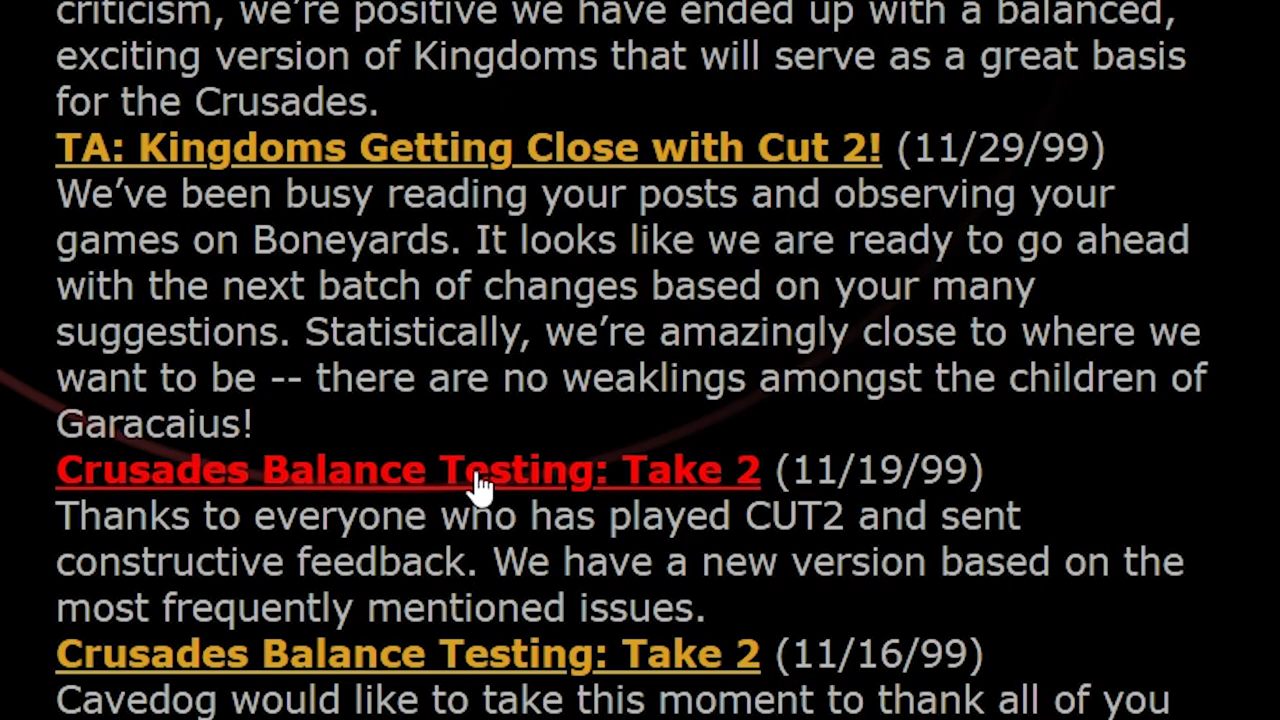 criticism, we’re positive we have ended up with a balanced,
exciting version of Kingdoms that will serve as a great basis
for the Crusades.
TA: Kingdoms Getting Close with Cut 2! (11/29/99)
We’ve been busy reading your posts and observing your
games on Boneyards. It looks like we are ready to go ahead
with the next batch of changes based on your many
suggestions. Statistically, we’re amazingly close to where we
want to be -- there are no weaklings amongst the children of
Garacaius!
Crusades Balance Testing: Take 2 (11/19/99)
Thanks to everyone who has played CUT2 and sent
constructive feedback. We have a new version based on the
most frequently mentioned issues.
Crusades Balance Testing: Take 2 (11/16/99)
Cavedog would like to take this moment to thank all of you